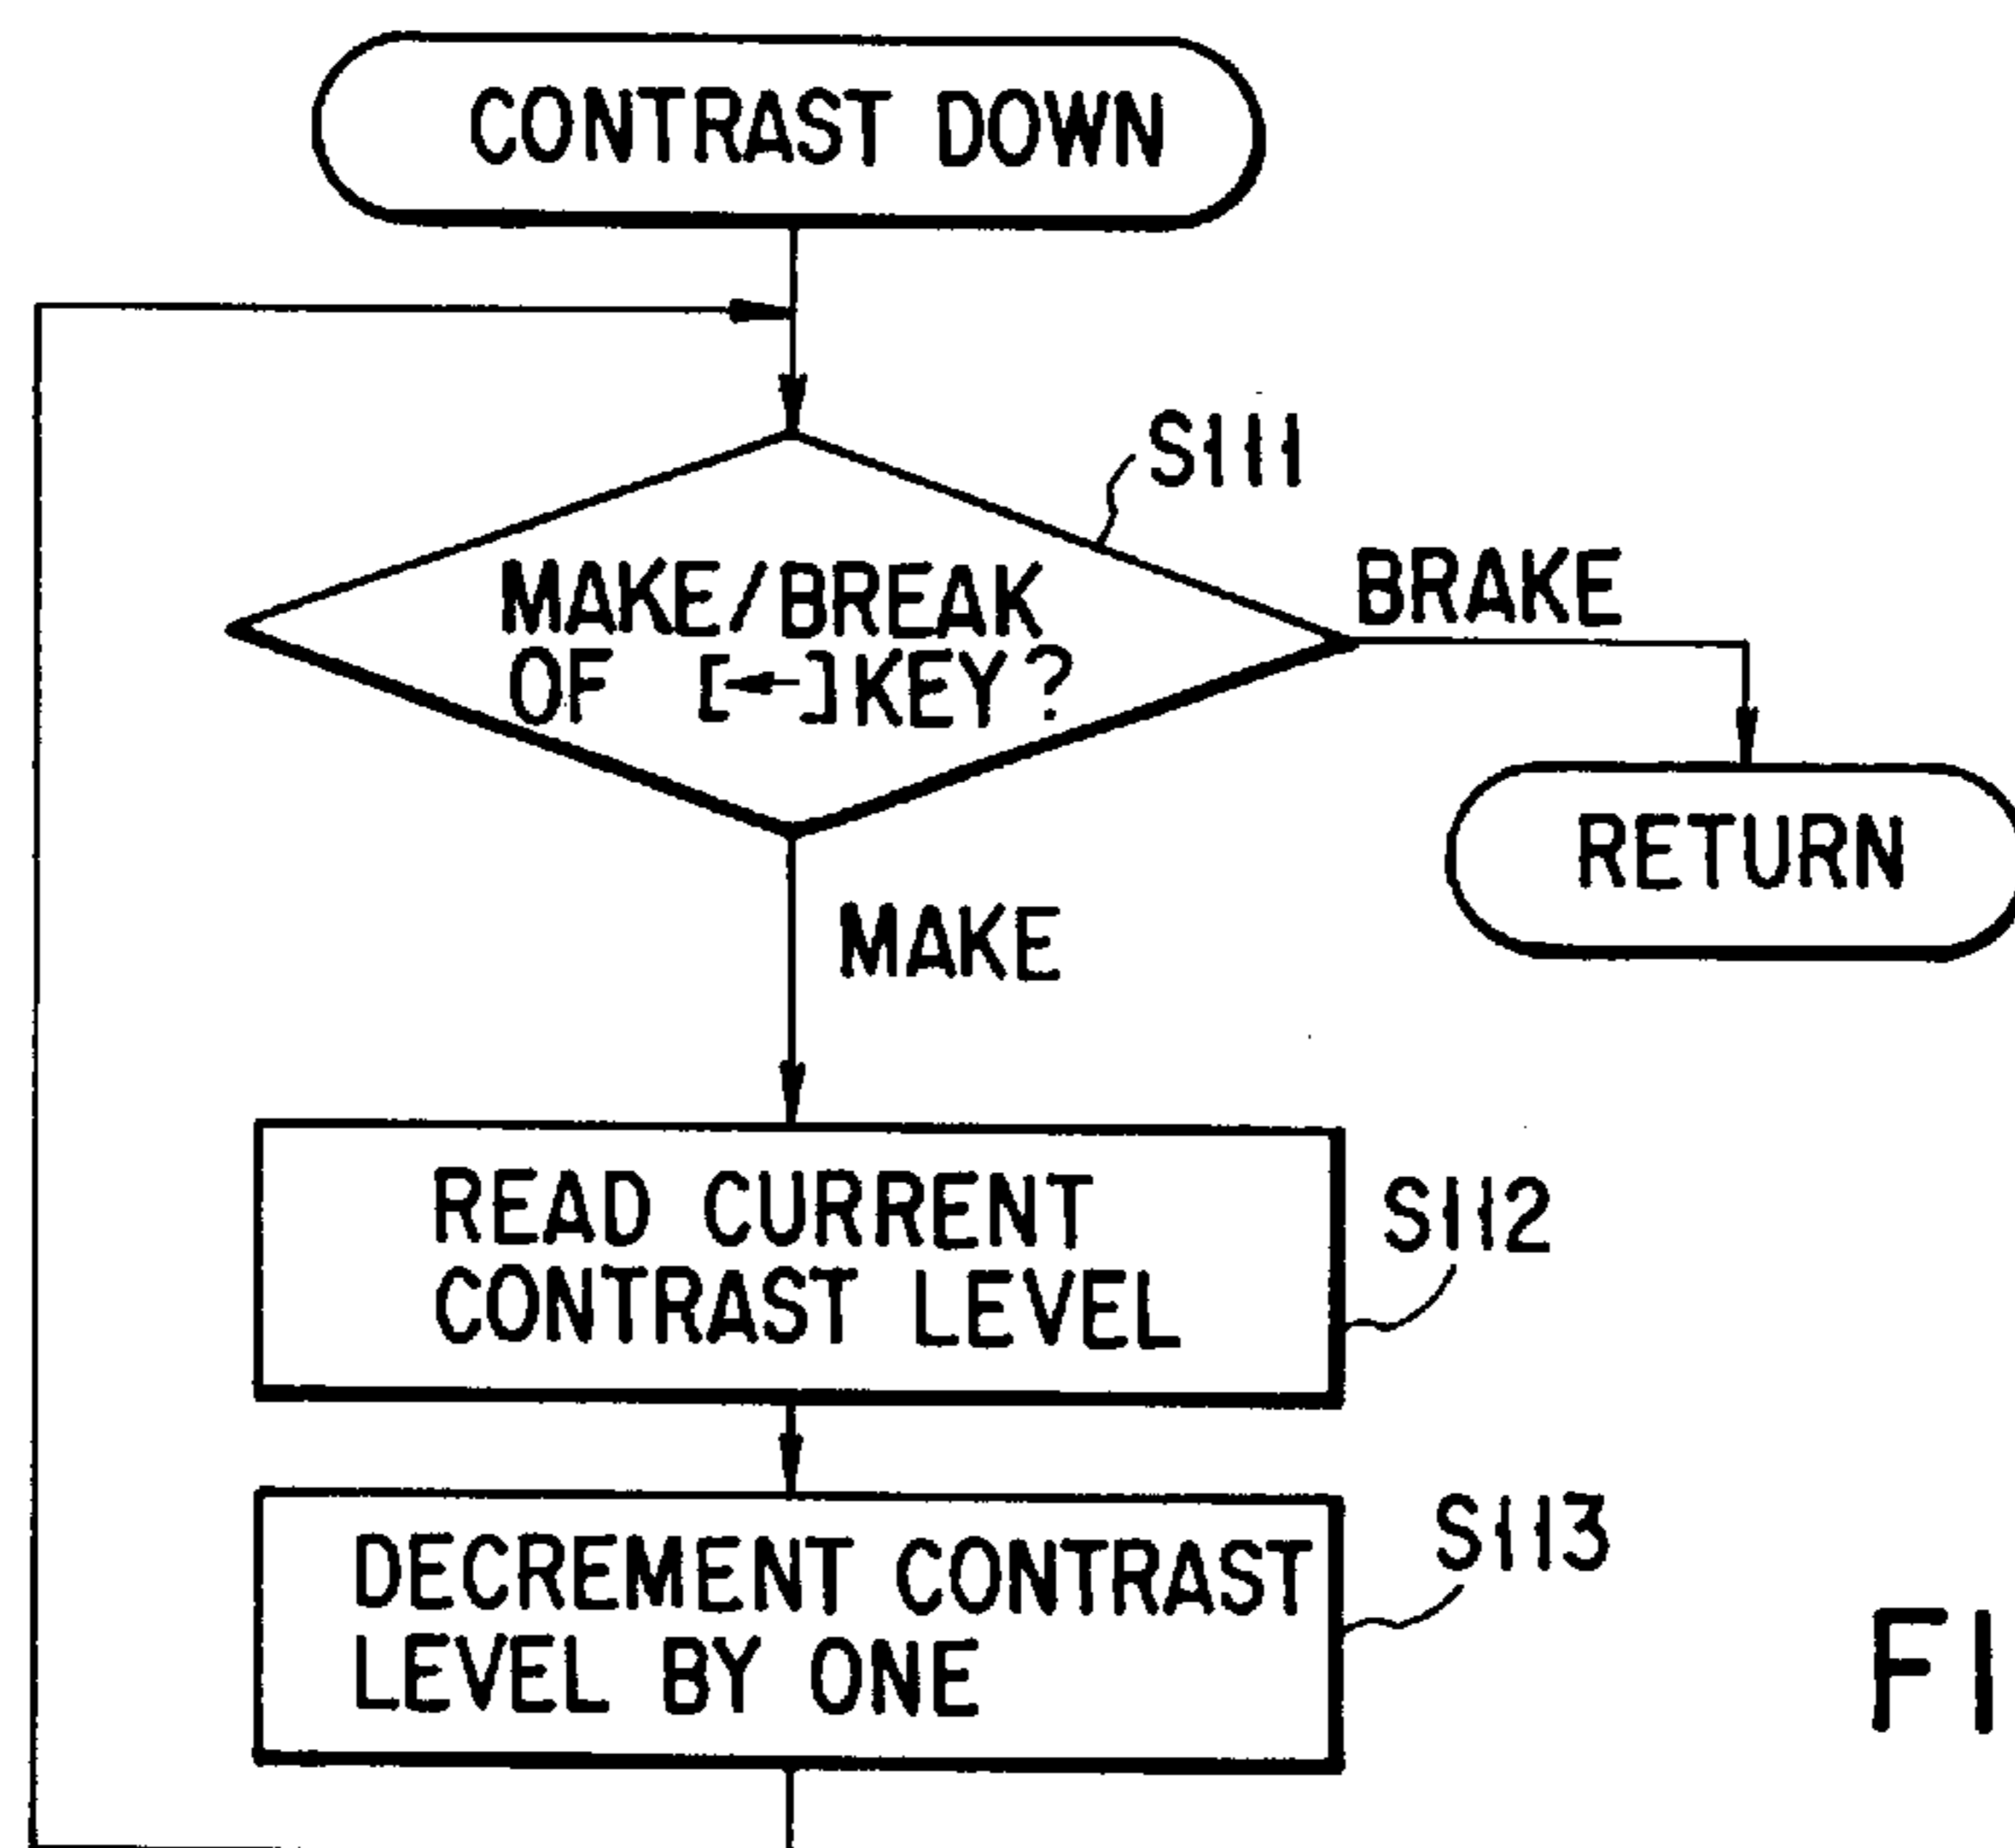 CONTRAST DOWN
S111
MAKE/BREAK
OF [←]KEY?
BRAKE
RETURN
MAKE
READ CURRENT
CONTRAST LEVEL
S112
DECREMENT CONTRAST
LEVEL BY ONE
S113
FI